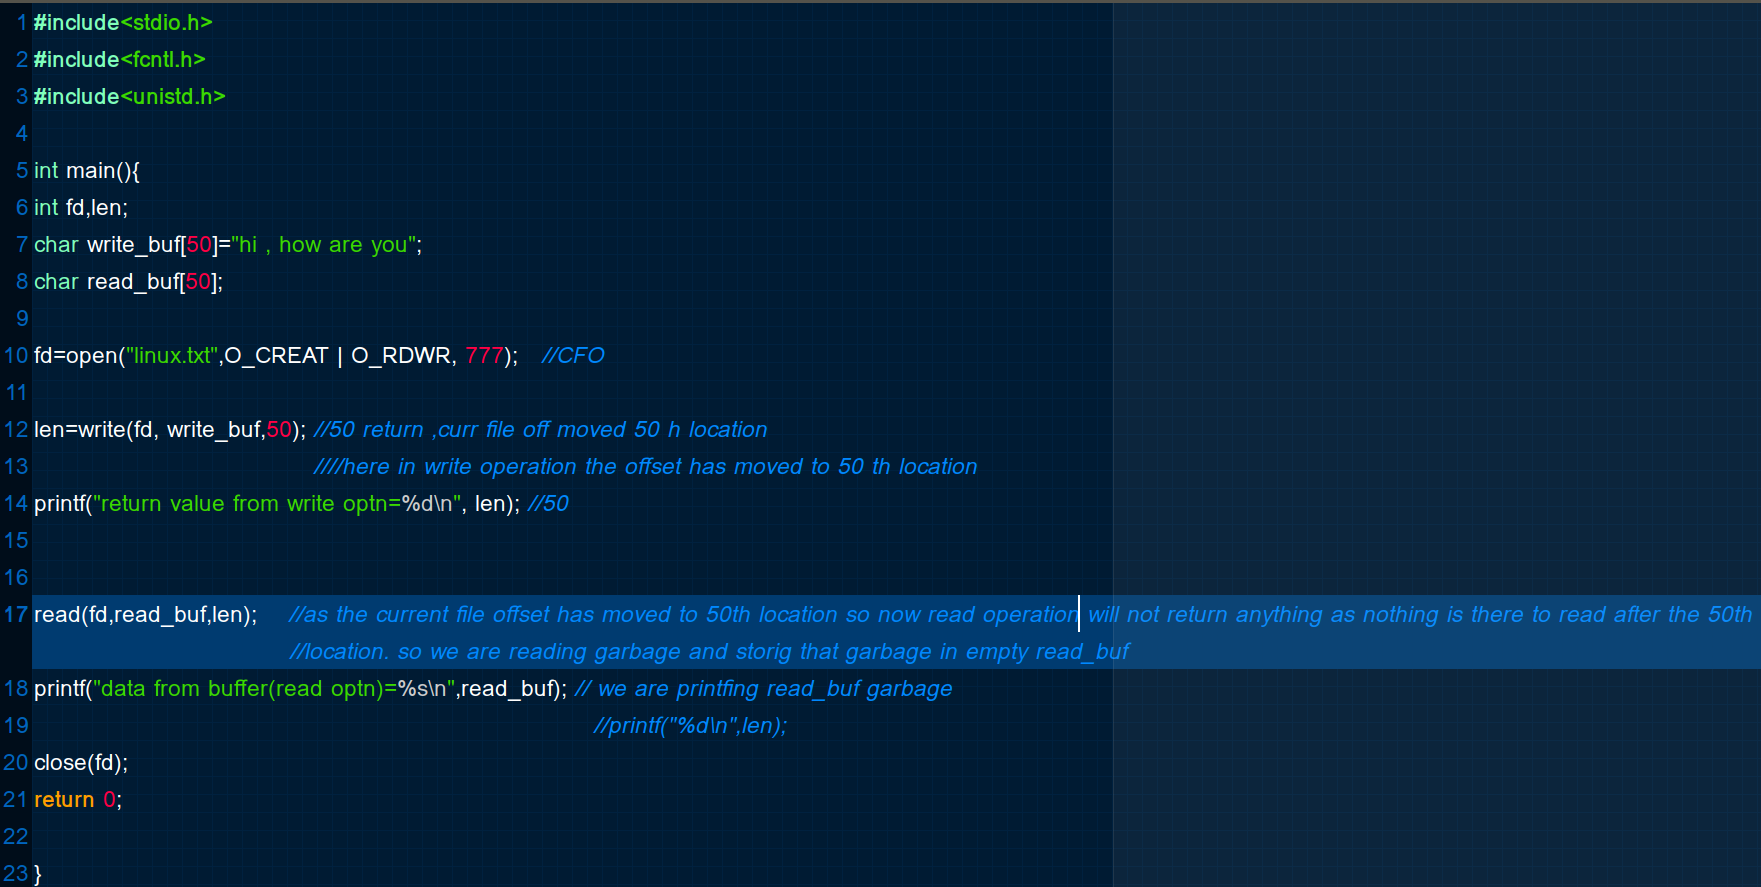 1 #include<stdio.h>
2 #include<fcntl.h>
3 #include<unistd.h>
4
5 int main(){
6 int fd,len;
7 char write_buf[50]="hi , how are you";
8 char read_buf[50];
9
10 fd=open("linux.txt",O_CREAT | O_RDWR, 777); //CFO
11
12 len=write(fd, write_buf,50); //50 return ,curr file off moved 50 h location
13 ////here in write operation the offset has moved to 50 th location
14 printf("return value from write optn=%d\n", len); //50
15
16
17 read(fd,read_buf,len); //as the current file offset has moved to 50th location so now read operation will not return anything as nothing is there to read after the 50th
//location. so we are reading garbage and storig that garbage in empty read_buf
18 printf("data from buffer(read optn)=%s\n",read_buf); // we are printfing read_buf garbage
19 //printf("%d\n",len);
20 close(fd);
21 return 0;
22
23 }